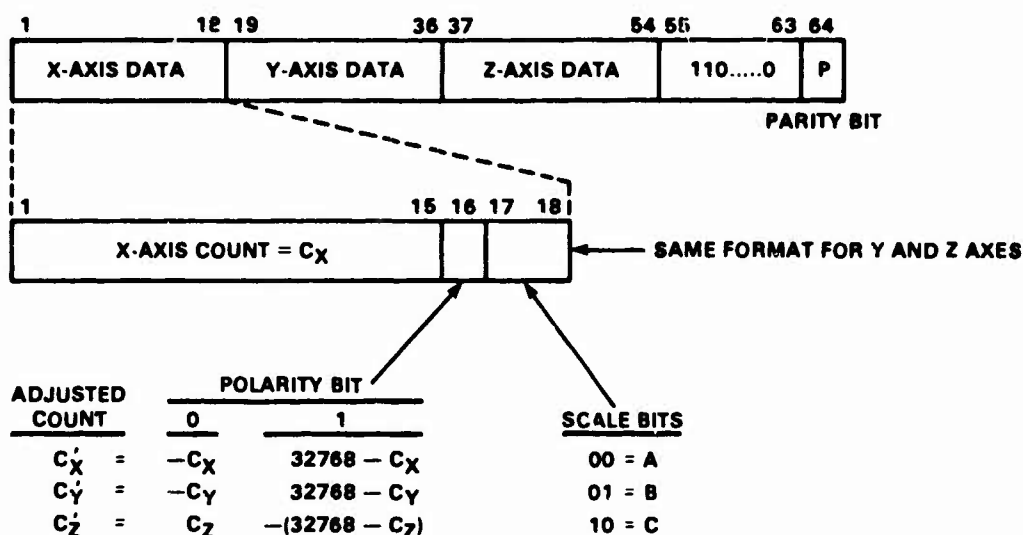 1 18 19 36 37 54 55 63 64
X-AXIS DATA Y-AXIS DATA Z-AXIS DATA 110.....0 P
PARITY BIT
1 15 16 17 18
X-AXIS COUNT = CX SAME FORMAT FOR Y AND Z AXES
POLARITY BIT
ADJUSTED
COUNT 0 1 SCALE BITS
C'X = −CX 32768 − CX 00 = A
C'Y = −CY 32768 − CY 01 = B
C'Z = CZ −(32768 − CZ) 10 = C